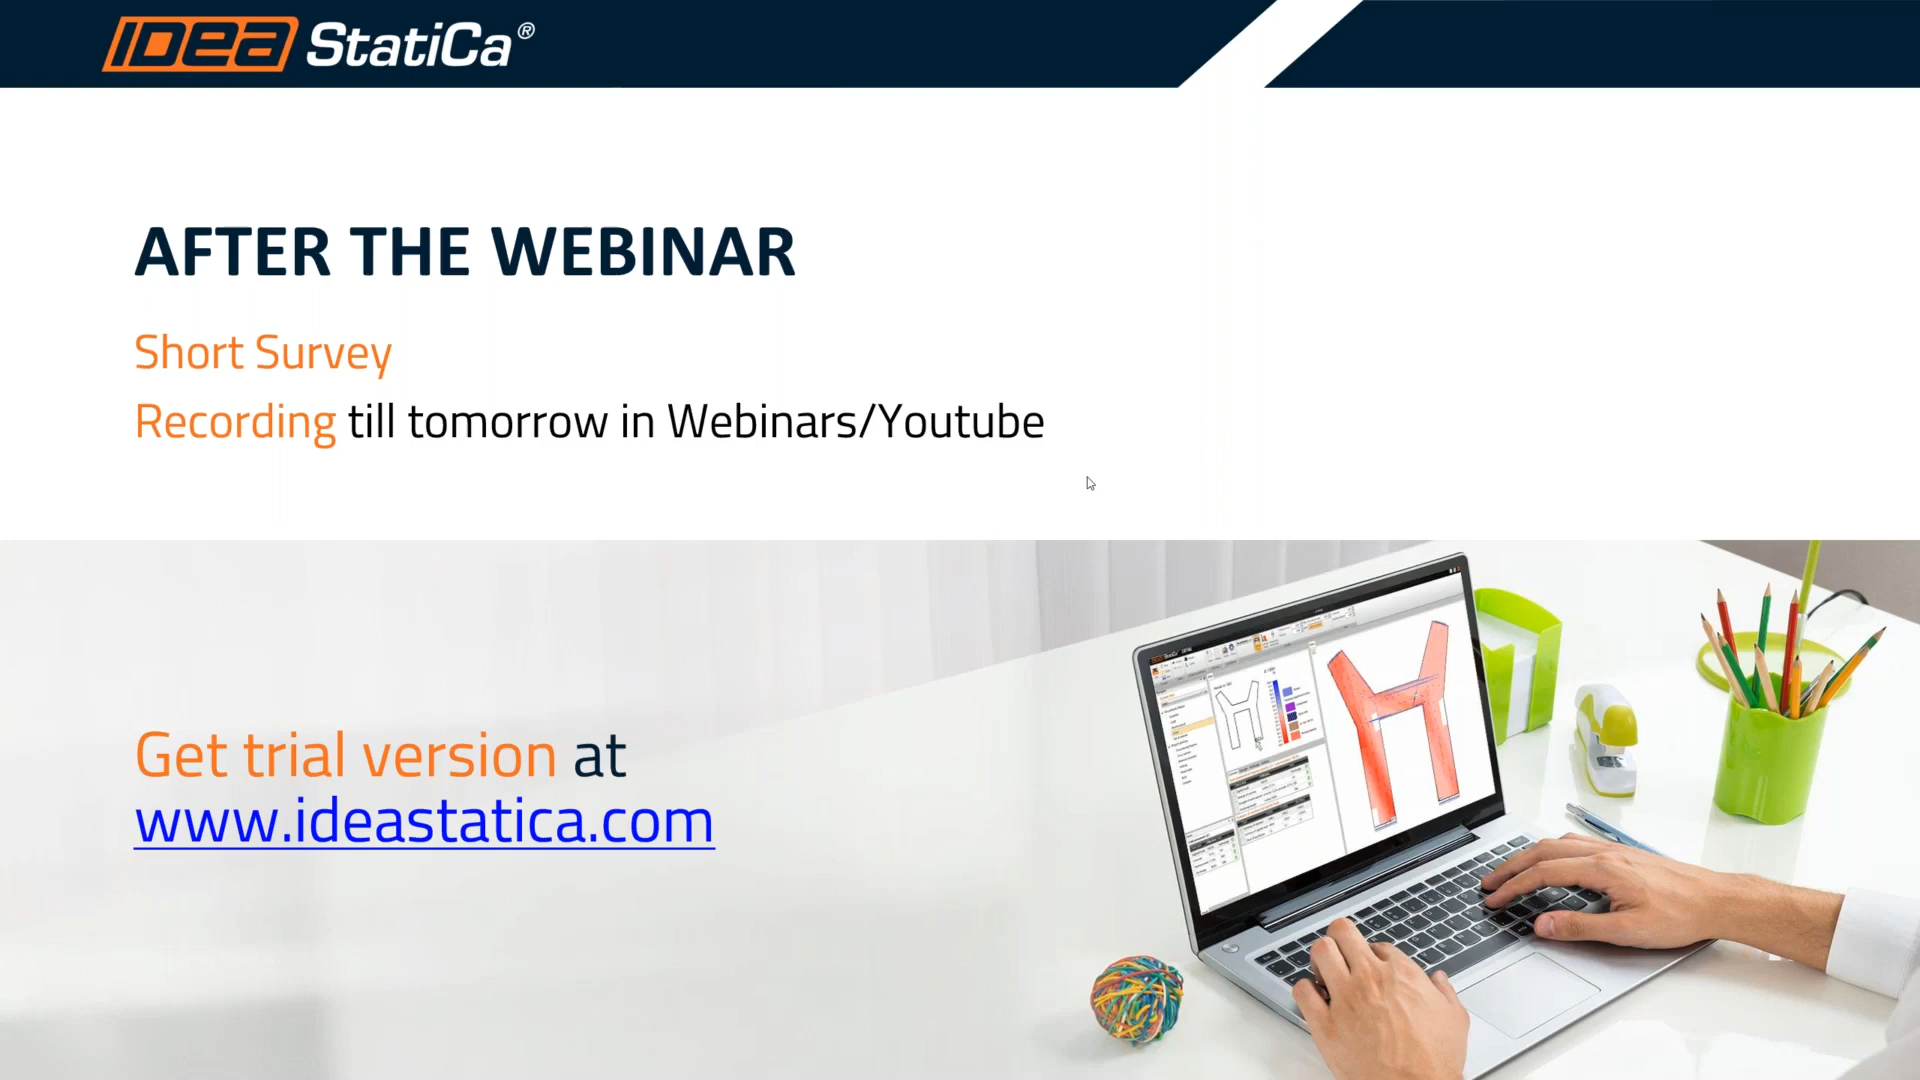 IDEA StatiCa®
AFTER THE WEBINAR
Short Survey
Recording till tomorrow in Webinars/Youtube
Get trial version at
www.ideastatica.com